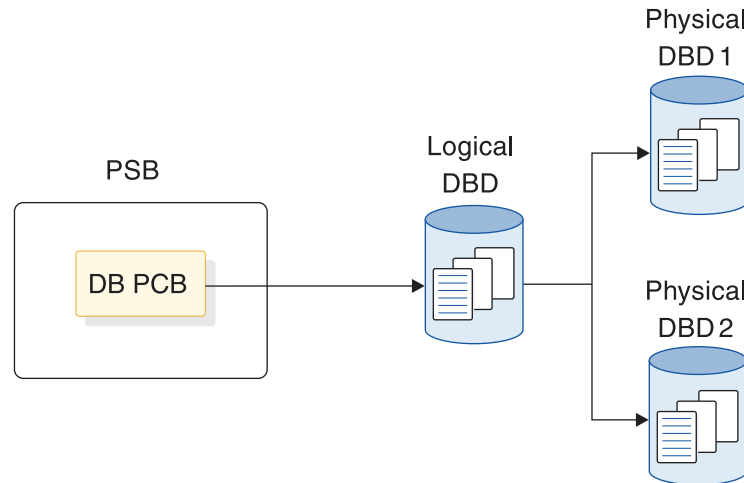 PSB
DB PCB
Logical
DBD
Physical
DBD 1
Physical
DBD 2